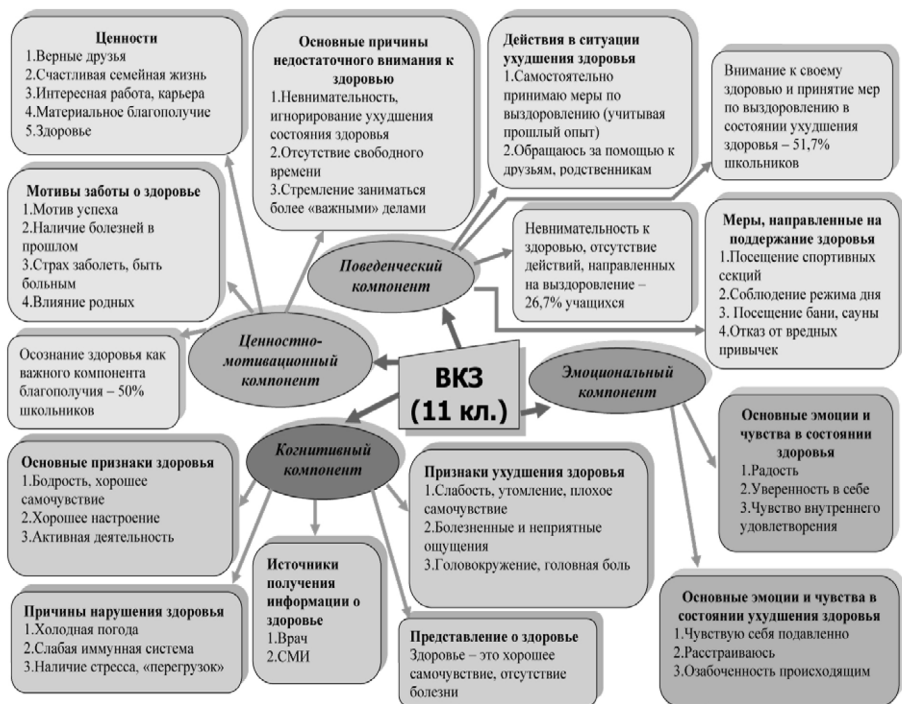 Ценности
1.Верные друзья
2.Счастливая семейная жизнь
3.Интересная работа, карьера
4.Материальное благополучие
5.Здоровье
Основные причины
недостаточного внимания к
здоровью
1.Невнимательность,
игнорирование ухудшения
состояния здоровья
2.Отсутствие свободного
времени
3.Стремление заниматься
более «важными» делами
Действия в ситуации
ухудшения здоровья
1.Самостоятельно
принимаю меры по
выздоровлению (учитывая
прошлый опыт)
2.Обращаюсь за помощью к
друзьям, родственникам
Внимание к своему
здоровью и принятие мер
по выздоровлению в
состоянии ухудшения
здоровья – 51,7%
школьников
Мотивы заботы о здоровье
1.Мотив успеха
2.Наличие болезней в
прошлом
3.Страх заболеть, быть
больным
4.Влияние родных
Поведенческий
компонент
Невнимательность к
здоровью, отсутствие
действий, направленных
на выздоровление –
26,7% учащихся
Меры, направленные на
поддержание здоровья
1.Посещение спортивных
секций
2.Соблюдение режима дня
3. Посещение бани, сауны
4.Отказ от вредных
привычек
Осознание здоровья как
важного компонента
благополучия – 50%
школьников
Ценностно-
мотивационный
компонент
ВКЗ
(11 кл.)
Эмоциональный
компонент
Когнитивный
компонент
Основные признаки здоровья
1.Бодрость, хорошее
самочувствие
2.Хорошее настроение
3.Активная деятельность
Признаки ухудшения здоровья
1.Слабость, утомление, плохое
самочувствие
2.Болезненные и неприятные
ощущения
3.Головокружение, головная боль
Основные эмоции и
чувства в состоянии
здоровья
1.Радость
2.Уверенность в себе
3.Чувство внутреннего
удовлетворения
Причины нарушения здоровья
1.Холодная погода
2.Слабая иммунная система
3.Наличие стресса, «перегрузок»
Источники
получения
информации о
здоровье
1.Врач
2.СМИ
Представление о здоровье
Здоровье – это хорошее
самочувствие, отсутствие
болезни
Основные эмоции и чувства в
состоянии ухудшения здоровья
1.Чувствую себя подавленно
2.Расстраиваюсь
3.Озабоченность происходящим